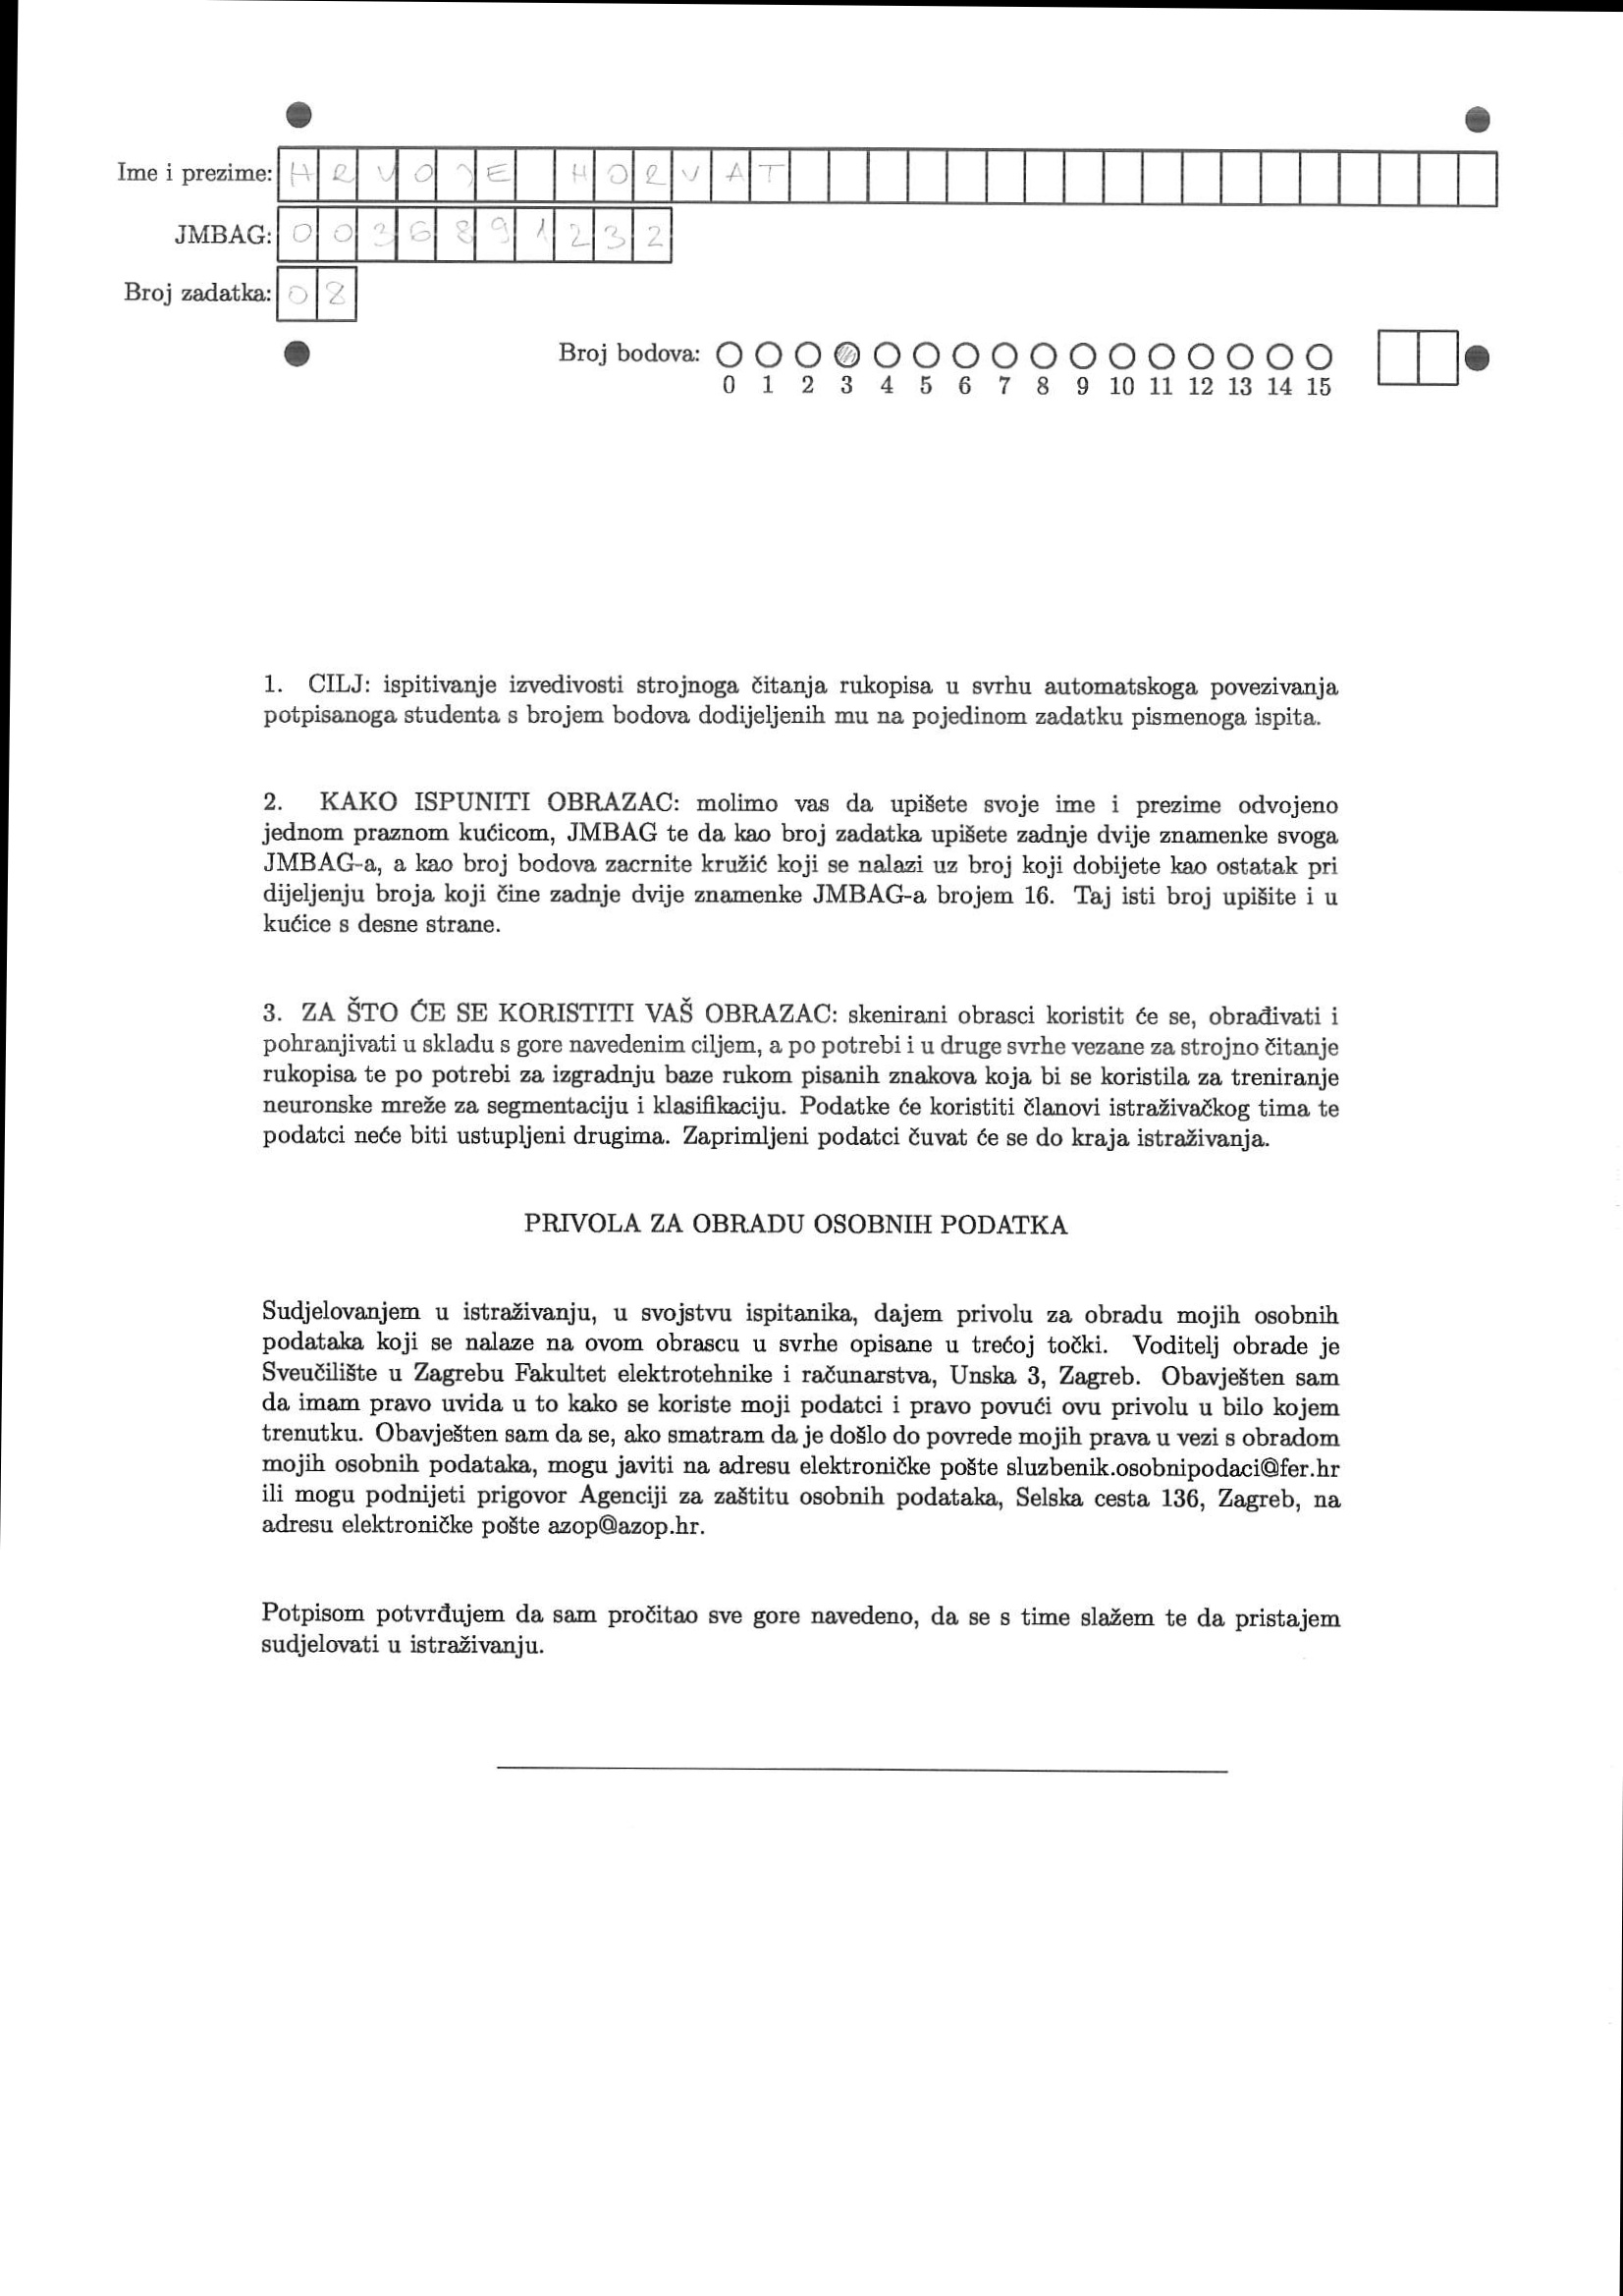 Ime i prezime: HRVOJE HORVAT
JMBAG: 0036891232
Broj zadatka: 08
Broj bodova:
0 1 2 3 4 5 6 7 8 9 10 11 12 13 14 15
1. CILJ: ispitivanje izvedivosti strojnoga čitanja rukopisa u svrhu automatskoga povezivanja
potpisanoga studenta s brojem bodova dodijeljenih mu na pojedinom zadatku pismenoga ispita.
2. KAKO ISPUNITI OBRAZAC: molimo vas da upišete svoje ime i prezime odvojeno
jednom praznom kućicom, JMBAG te da kao broj zadatka upišete zadnje dvije znamenke svoga
JMBAG-a, a kao broj bodova zacrnite kružić koji se nalazi uz broj koji dobijete kao ostatak pri
dijeljenju broja koji čine zadnje dvije znamenke JMBAG-a brojem 16. Taj isti broj upišite i u
kućice s desne strane.
3. ZA ŠTO ĆE SE KORISTITI VAŠ OBRAZAC: skenirani obrasci koristit će se, obrađivati i
pohranjivati u skladu s gore navedenim ciljem, a po potrebi i u druge svrhe vezane za strojno čitanje
rukopisa te po potrebi za izgradnju baze rukom pisanih znakova koja bi se koristila za treniranje
neuronske mreže za segmentaciju i klasifikaciju. Podatke će koristiti članovi istraživačkog tima te
podatci neće biti ustupljeni drugima. Zaprimljeni podatci čuvat će se do kraja istraživanja.
PRIVOLA ZA OBRADU OSOBNIH PODATKA
Sudjelovanjem u istraživanju, u svojstvu ispitanika, dajem privolu za obradu mojih osobnih
podataka koji se nalaze na ovom obrascu u svrhe opisane u trećoj točki. Voditelj obrade je
Sveučilište u Zagrebu Fakultet elektrotehnike i računarstva, Unska 3, Zagreb. Obavješten sam
da imam pravo uvida u to kako se koriste moji podatci i pravo povući ovu privolu u bilo kojem
trenutku. Obavješten sam da se, ako smatram da je došlo do povrede mojih prava u vezi s obradom
mojih osobnih podataka, mogu javiti na adresu elektroničke pošte sluzbenik.osobnipodaci@fer.hr
ili mogu podnijeti prigovor Agenciji za zaštitu osobnih podataka, Selska cesta 136, Zagreb, na
adresu elektroničke pošte azop@azop.hr.
Potpisom potvrđujem da sam pročitao sve gore navedeno, da se s time slažem te da pristajem
sudjelovati u istraživanju.